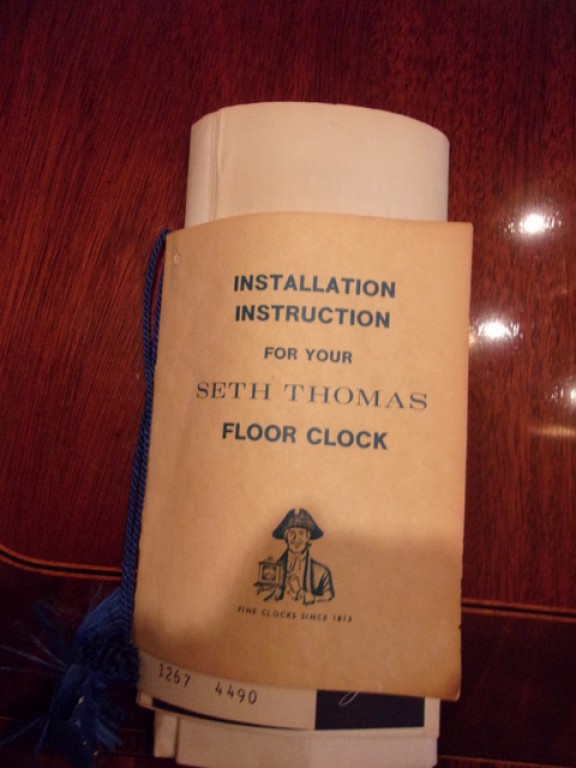 INSTALLATION
INSTRUCTION
FOR YOUR
SETH THOMAS
FLOOR CLOCK
FINE CLOCKS SINCE 1813
1267 4490